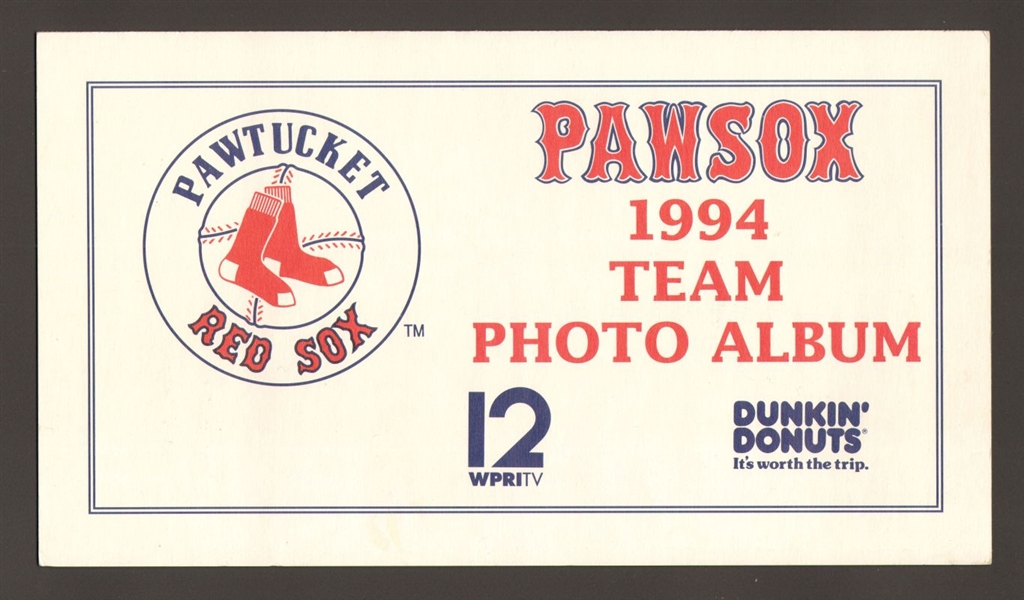 PAWTUCKET
RED SOX
TM
PAWSOX
1994
TEAM
PHOTO ALBUM
12
WPRITV
DUNKIN'
DONUTS®
It's worth the trip.